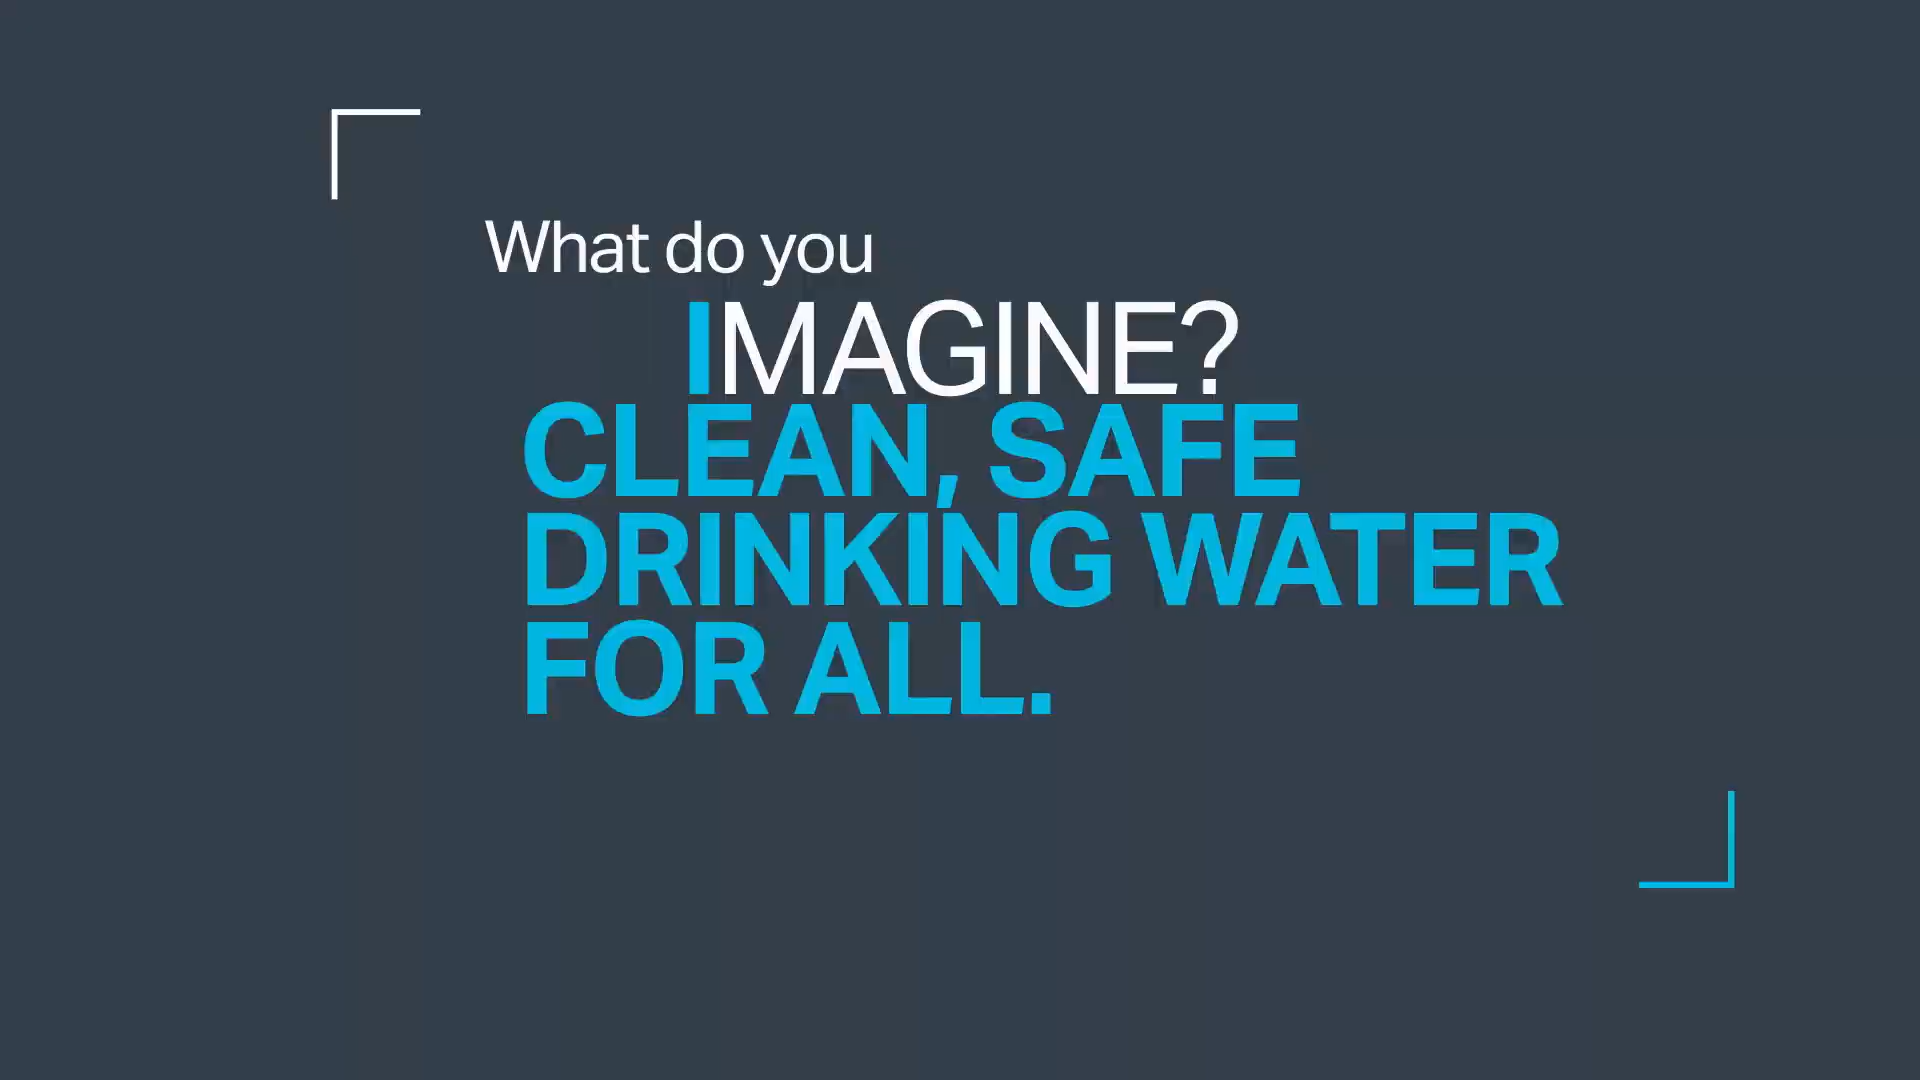 What do you
IMAGINE?
CLEAN, SAFE
DRINKING WATER
FOR ALL.